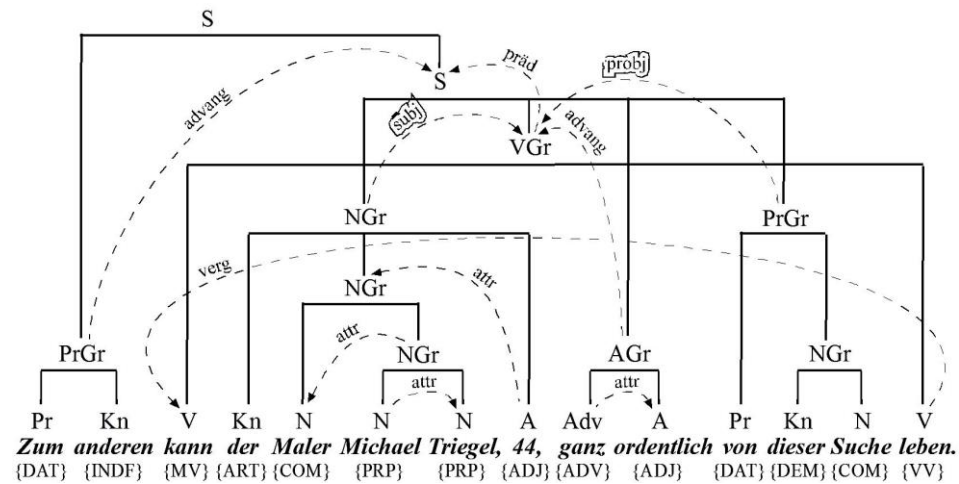 S
S
präd
probj
advang
subj
advang
VGr
NGr
PrGr
verg
NGr
attr
attr
PrGr
NGr
AGr
NGr
attr
attr
Pr Kn V Kn N N N A Adv A Pr Kn N V
Zum anderen kann der Maler Michael Triegel, 44, ganz ordentlich von dieser Suche leben.
{DAT} {INDF} {MV} {ART} {COM} {PRP} {PRP} {ADJ} {ADV} {ADJ} {DAT} {DEM} {COM} {VV}